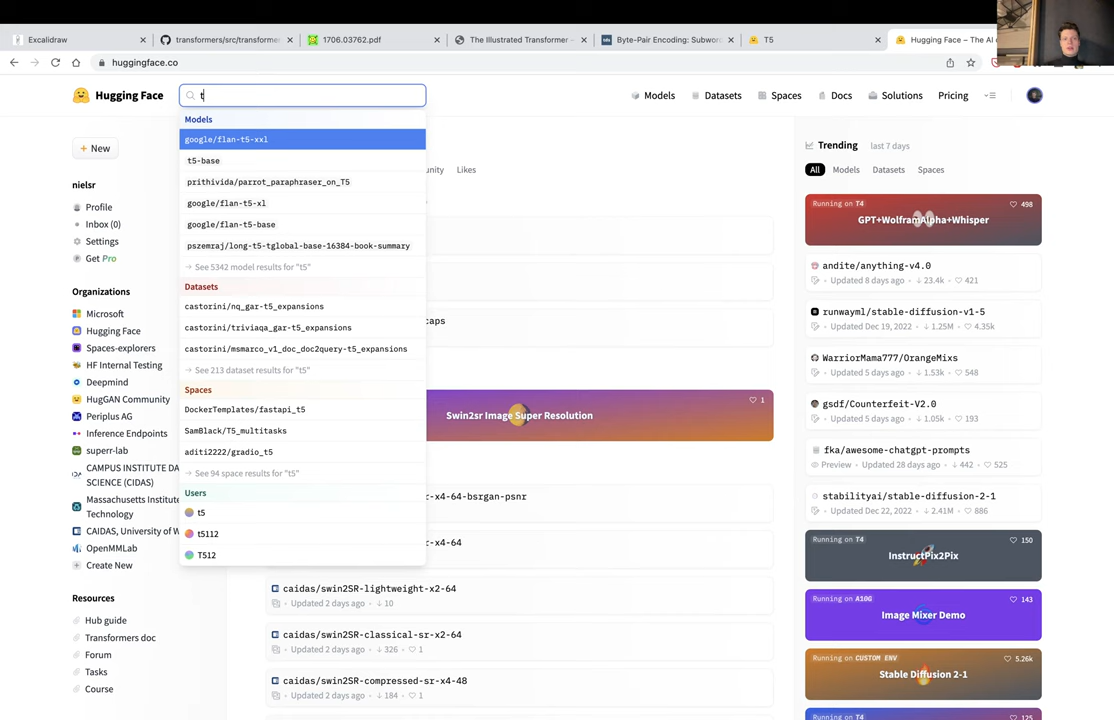 Excalidraw
transformers/src/transformer
1706.03762.pdf
The Illustrated Transformer –
Byte-Pair Encoding: Subwor
T5
Hugging Face – The AI c
huggingface.co
Hugging Face
t
Models
Datasets
Spaces
Docs
Solutions
Pricing
+ New
nielsr
Profile
Inbox (0)
Settings
Get Pro
Organizations
Microsoft
Hugging Face
Spaces-explorers
HF Internal Testing
Deepmind
HugGAN Community
Periplus AG
Inference Endpoints
superr-lab
CAMPUS INSTITUTE DA
SCIENCE (CIDAS)
Massachusetts Institute
Technology
CAIDAS, University of W
OpenMMLab
Create New
Resources
Hub guide
Transformers doc
Forum
Tasks
Course
Models
google/flan-t5-xxl
t5-base
prithivida/parrot_paraphraser_on_T5
google/flan-t5-xl
google/flan-t5-base
pszemraj/long-t5-tglobal-base-16384-book-summary
→ See 5342 model results for "t5"
Datasets
castorini/nq_gar-t5_expansions
castorini/triviaqa_gar-t5_expansions
castorini/msmarco_v1_doc_doc2query-t5_expansions
→ See 213 dataset results for "t5"
Spaces
DockerTemplates/fastapi_t5
SamBlack/T5_multitasks
aditi2222/gradio_t5
→ See 94 space results for "t5"
Users
t5
t5112
T512
unity Likes
caps
Swin2sr Image Super Resolution
1
sr-x4-64-bsrgan-psnr
sr-x4-64
caidas/swin2SR-lightweight-x2-64
Updated 2 days ago • ↓ 10
caidas/swin2SR-classical-sr-x2-64
Updated 2 days ago • ↓ 326 • ♡ 1
caidas/swin2SR-compressed-sr-x4-48
Updated 2 days ago • ↓ 184 • ♡ 1
Trending last 7 days
All Models Datasets Spaces
Running on T4
498
GPT+WolframAlpha+Whisper
andite/anything-v4.0
Updated 8 days ago • ↓ 23.4k • ♡ 421
runwayml/stable-diffusion-v1-5
Updated Dec 19, 2022 • ↓ 1.25M • ♡ 4.35k
WarriorMama777/OrangeMixs
Updated 5 days ago • ↓ 1.53k • ♡ 548
gsdf/Counterfeit-V2.0
Updated 5 days ago • ↓ 1.05k • ♡ 193
fka/awesome-chatgpt-prompts
Preview • Updated 28 days ago • ↓ 442 • ♡ 525
stabilityai/stable-diffusion-2-1
Updated Dec 22, 2022 • ↓ 2.41M • ♡ 886
Running on T4
150
InstructPix2Pix
Running on A10G
143
Image Mixer Demo
Running on CUSTOM ENV
5.26k
Stable Diffusion 2-1
Running on T4
125